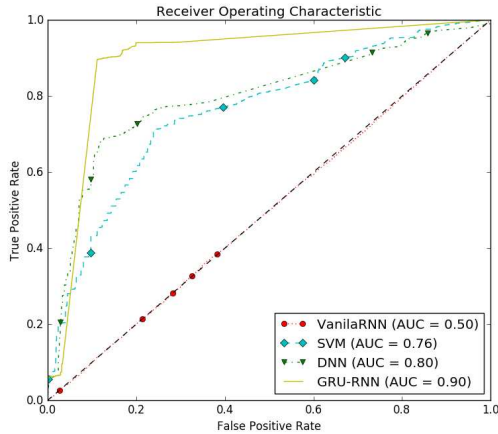 Receiver Operating Characteristic
1.0
0.8
0.6
0.4
0.2
0.0
True Positive Rate
0.0 0.2 0.4 0.6 0.8 1.0
False Positive Rate
VanilaRNN (AUC = 0.50)
SVM (AUC = 0.76)
DNN (AUC = 0.80)
GRU-RNN (AUC = 0.90)